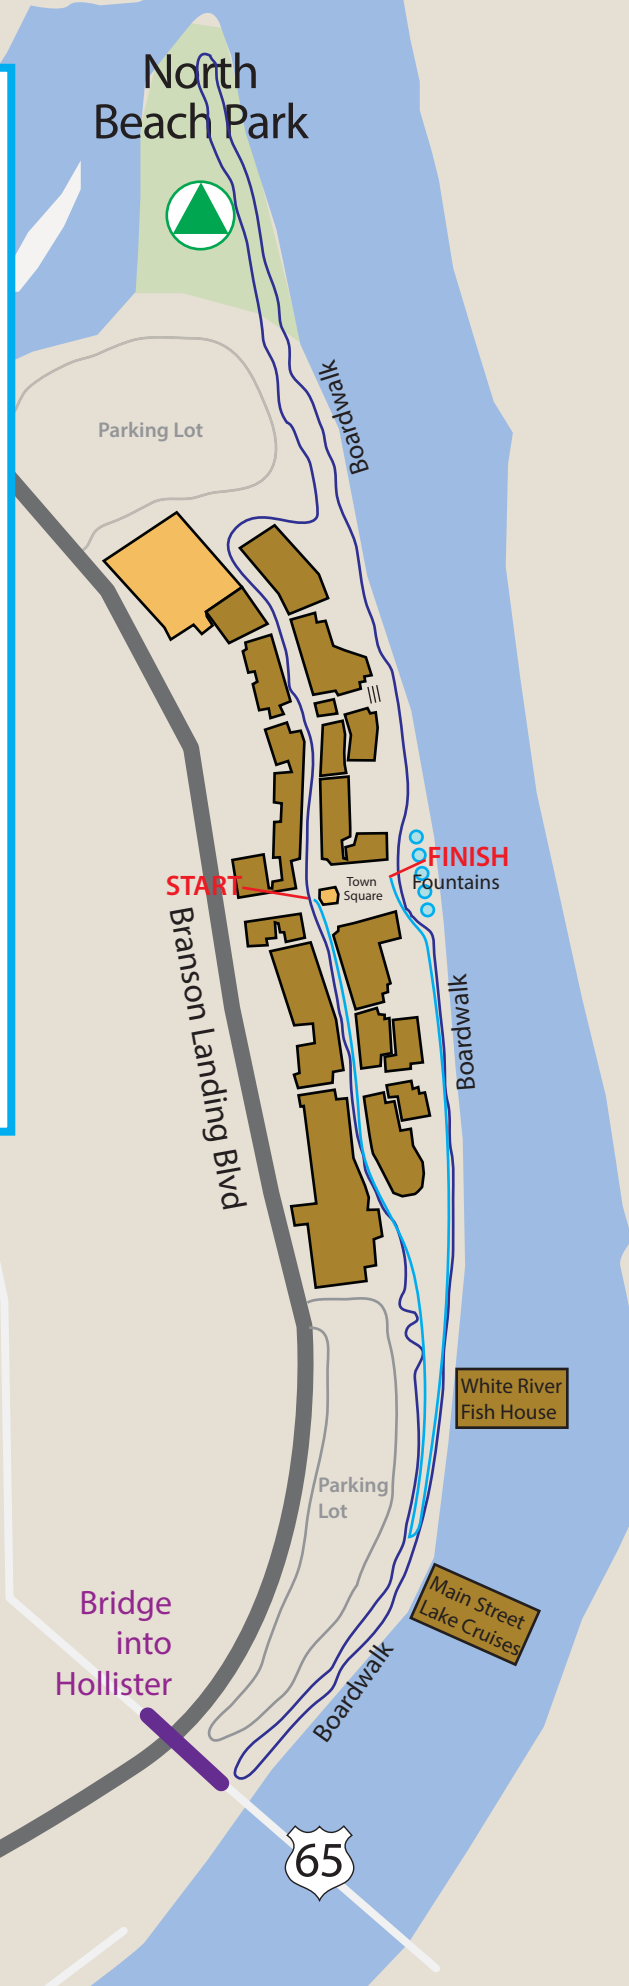 North
Beach Park
Boardwalk
Parking Lot
FINISH
START
Town
Square
Fountains
Branson Landing Blvd
Boardwalk
White River
Fish House
Parking
Lot
Main Street
Lake Cruises
Bridge
into
Hollister
Boardwalk
65